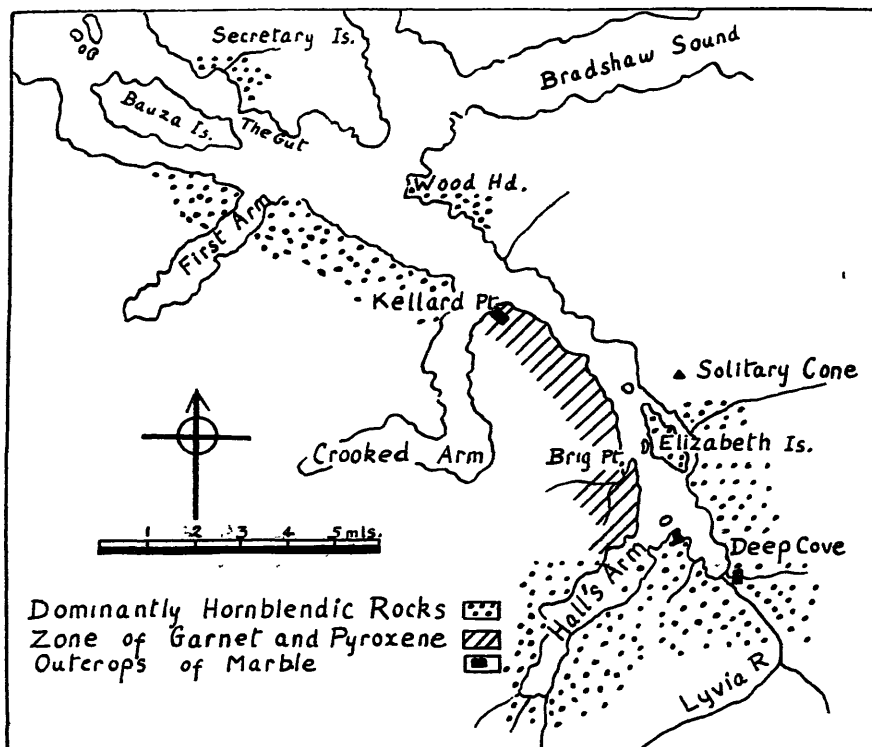 Secretary Is.
Bradshaw Sound
Bauza Is.
The Gut
Wood Hd.
First Arm
Kellard Pt.
Solitary Cone
Elizabeth Is.
Crooked Arm
Brig Pt.
1 2 3 4 5 mls.
Deep Cove
Hall's Arm
Dominantly Hornblendic Rocks
Zone of Garnet and Pyroxene
Outcrops of Marble
Lyvia R